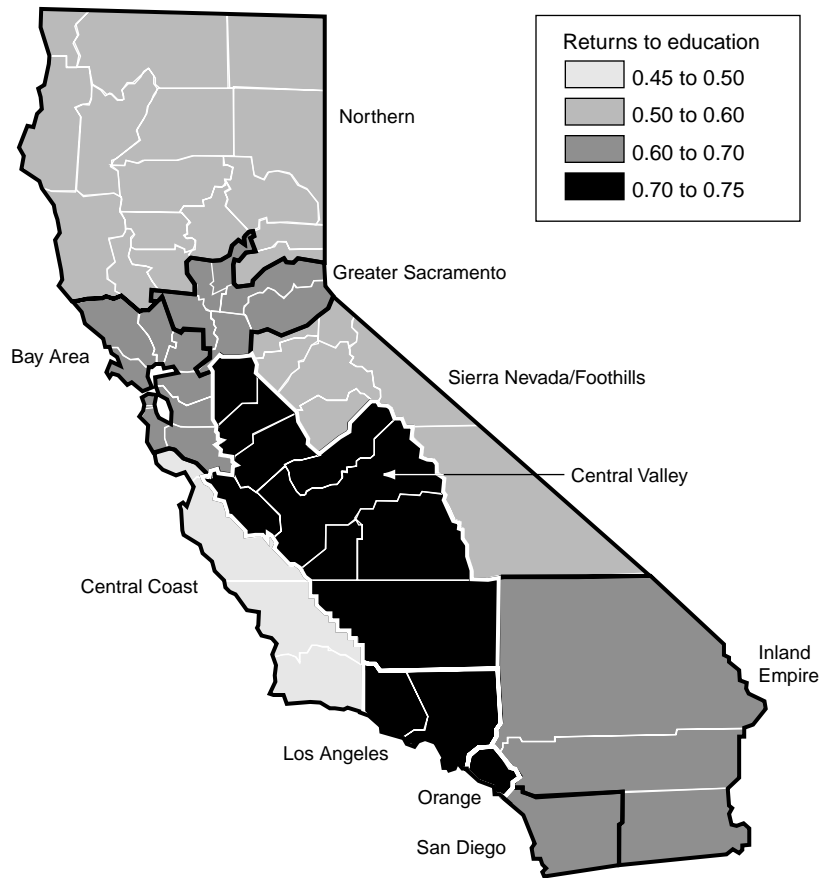 Returns to education
0.45 to 0.50
0.50 to 0.60
0.60 to 0.70
0.70 to 0.75
Northern
Greater Sacramento
Bay Area
Sierra Nevada/Foothills
Central Valley
Central Coast
Inland
Empire
Los Angeles
Orange
San Diego